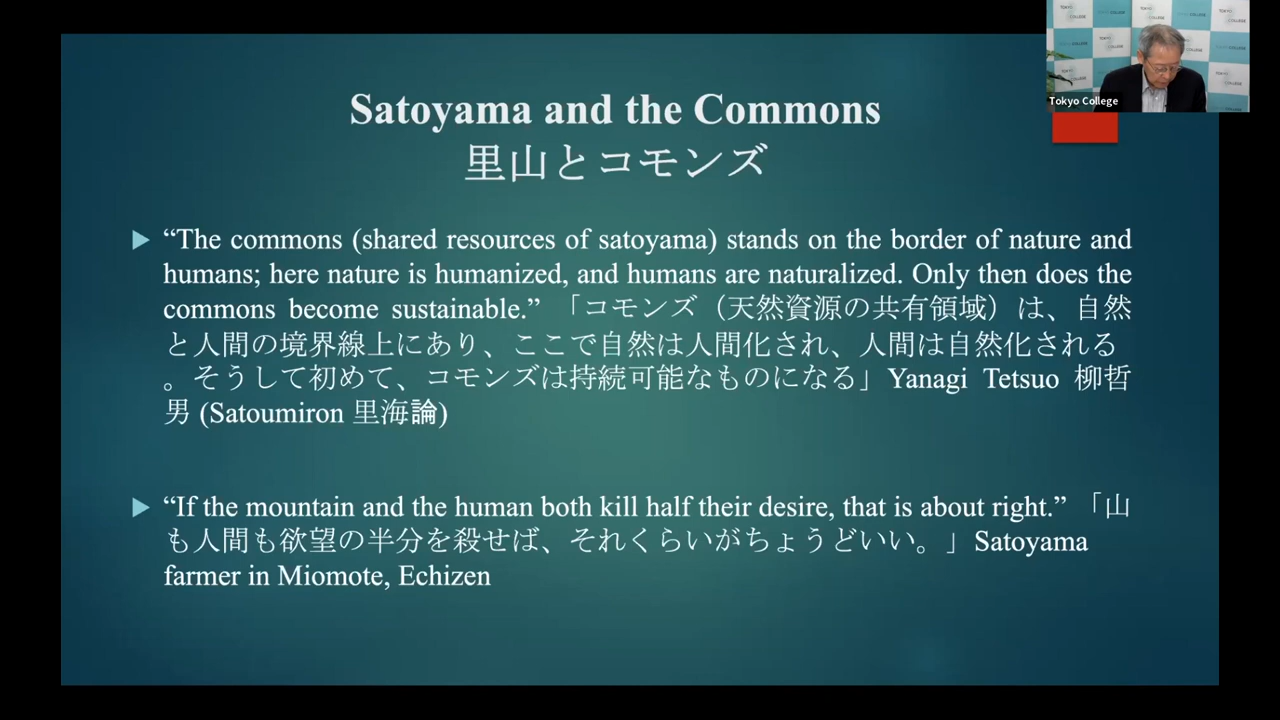 Satoyama and the Commons
里山とコモンズ
“The commons (shared resources of satoyama) stands on the border of nature and
humans; here nature is humanized, and humans are naturalized. Only then does the
commons become sustainable.” 「コモンズ（天然資源の共有領域）は、自然
と人間の境界線上にあり、ここで自然は人間化され、人間は自然化される
。そうして初めて、コモンズは持続可能なものになる」Yanagi Tetsuo 柳哲
男 (Satoumiron 里海論)
“If the mountain and the human both kill half their desire, that is about right.” 「山
も人間も欲望の半分を殺せば、それくらいがちょうどいい。」Satoyama
farmer in Miomote, Echizen
Tokyo College